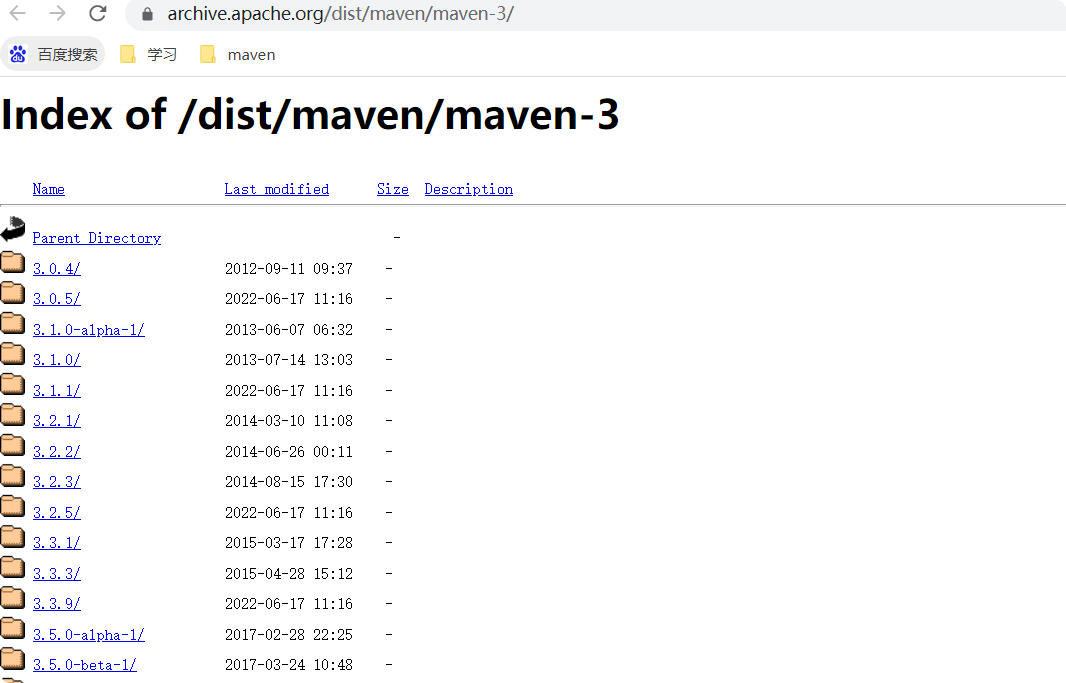 archive.apache.org/dist/maven/maven-3/
百度搜索 学习 maven
Index of /dist/maven/maven-3
Name Last modified Size Description
Parent Directory -
3.0.4/ 2012-09-11 09:37 -
3.0.5/ 2022-06-17 11:16 -
3.1.0-alpha-1/ 2013-06-07 06:32 -
3.1.0/ 2013-07-14 13:03 -
3.1.1/ 2022-06-17 11:16 -
3.2.1/ 2014-03-10 11:08 -
3.2.2/ 2014-06-26 00:11 -
3.2.3/ 2014-08-15 17:30 -
3.2.5/ 2022-06-17 11:16 -
3.3.1/ 2015-03-17 17:28 -
3.3.3/ 2015-04-28 15:12 -
3.3.9/ 2022-06-17 11:16 -
3.5.0-alpha-1/ 2017-02-28 22:25 -
3.5.0-beta-1/ 2017-03-24 10:48 -